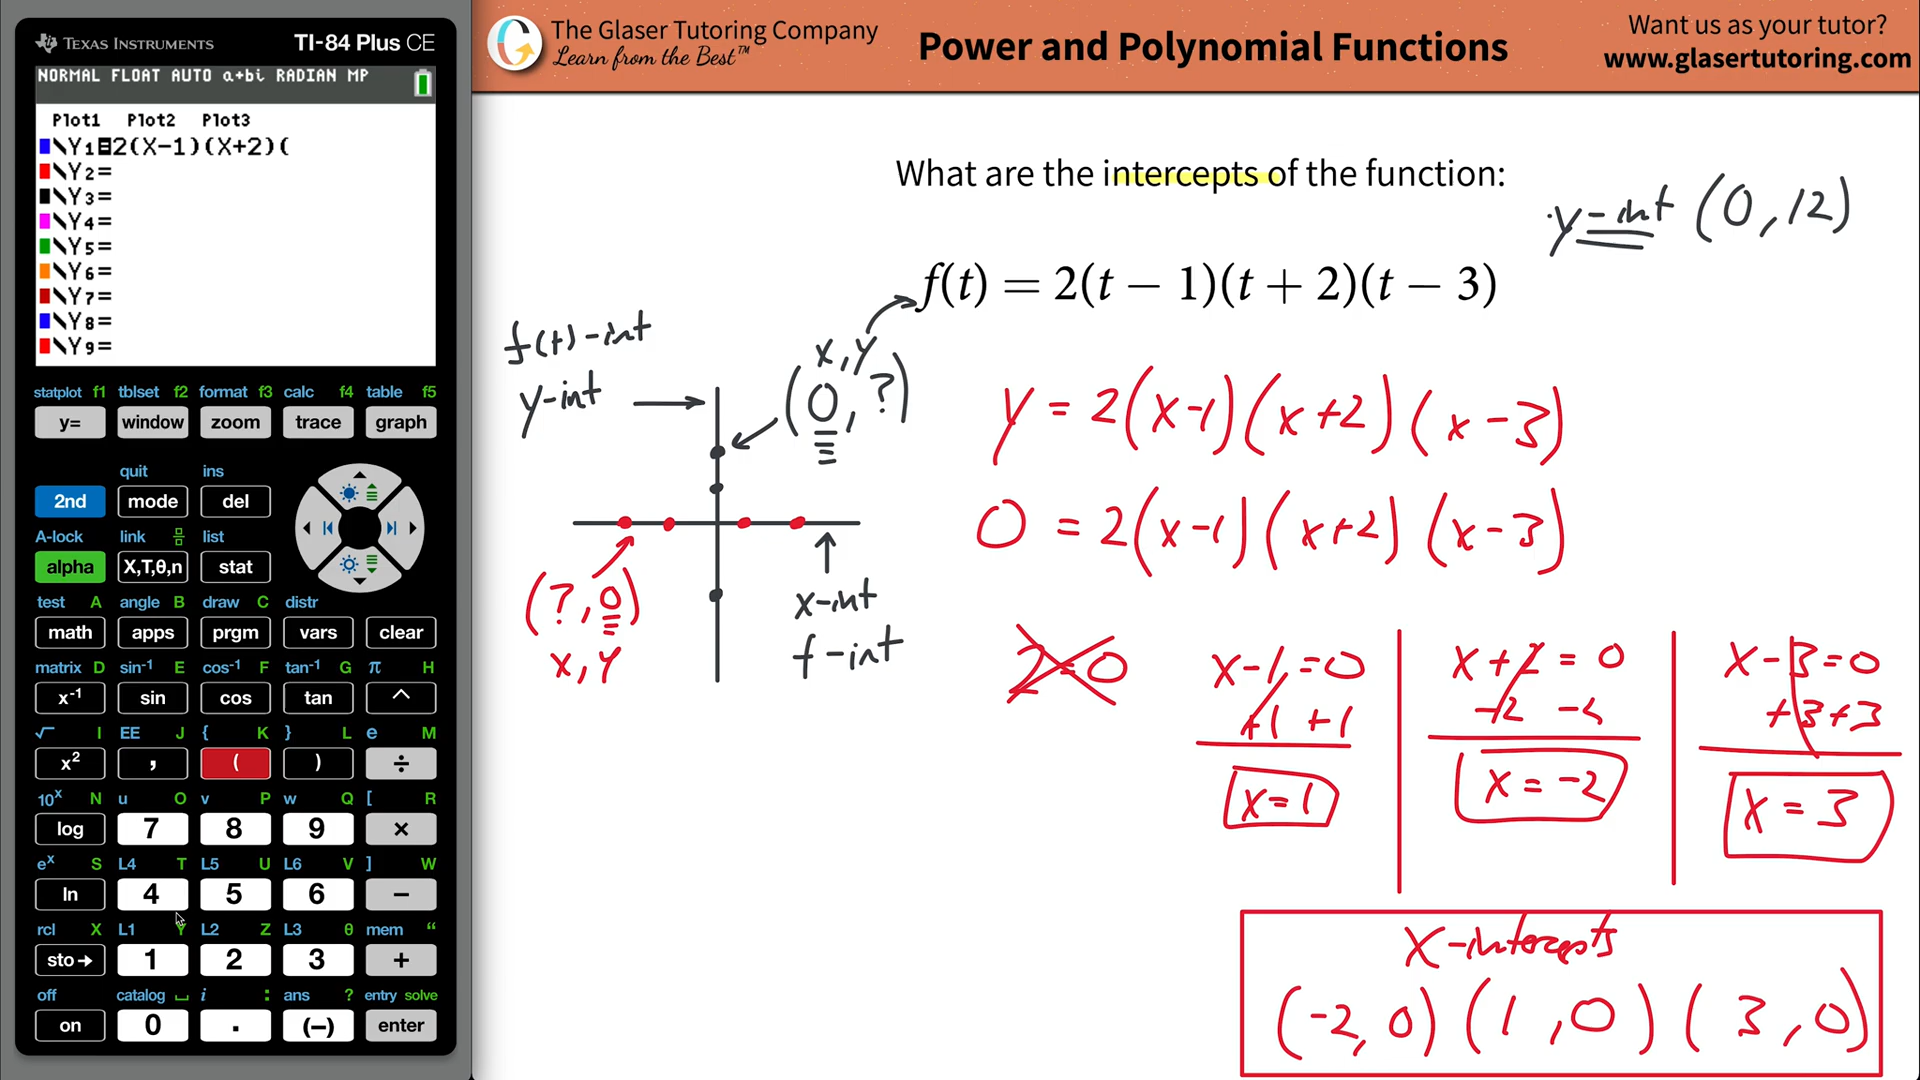 TEXAS INSTRUMENTS TI-84 Plus CE
NORMAL FLOAT AUTO a+bi RADIAN MP
Plot1 Plot2 Plot3
\Y1=2(X-1)(X+2)(
\Y2=
\Y3=
\Y4=
\Y5=
\Y6=
\Y7=
\Y8=
\Y9=
statplot f1 tblset f2 format f3 calc f4 table f5
y= window zoom trace graph
quit ins
2nd mode del
A-lock link list
alpha X,T,θ,n stat
test A angle B draw C distr
math apps prgm vars clear
matrix D sin⁻¹ E cos⁻¹ F tan⁻¹ G π H
x⁻¹ sin cos tan ^
√ I EE J { K } L e M
x² , ( ) ÷
10ˣ N u O v P w Q [ R
log 7 8 9 ×
eˣ S L4 T L5 U L6 V ] W
ln 4 5 6 −
rcl X L1 Y L2 Z L3 θ mem “
sto→ 1 2 3 +
off catalog ⎵ i : ans ? entry solve
on 0 . (−) enter
The Glaser Tutoring Company
Learn from the Best™
Power and Polynomial Functions
Want us as your tutor?
www.glasertutoring.com
What are the intercepts of the function:
y-int (0,12)
f(t) = 2(t − 1)(t + 2)(t − 3)
f(t)-int
y-int
x,y
(0,?)
(?,0)
x,y
x-int
f-int
y = 2(x-1)(x+2)(x-3)
0 = 2(x-1)(x+2)(x-3)
2=0
x-1=0 x+2=0 x-3=0
+1 +1 -2 -2 +3 +3
x=1 x=-2 x=3
x-intercepts
(-2,0) (1,0) (3,0)